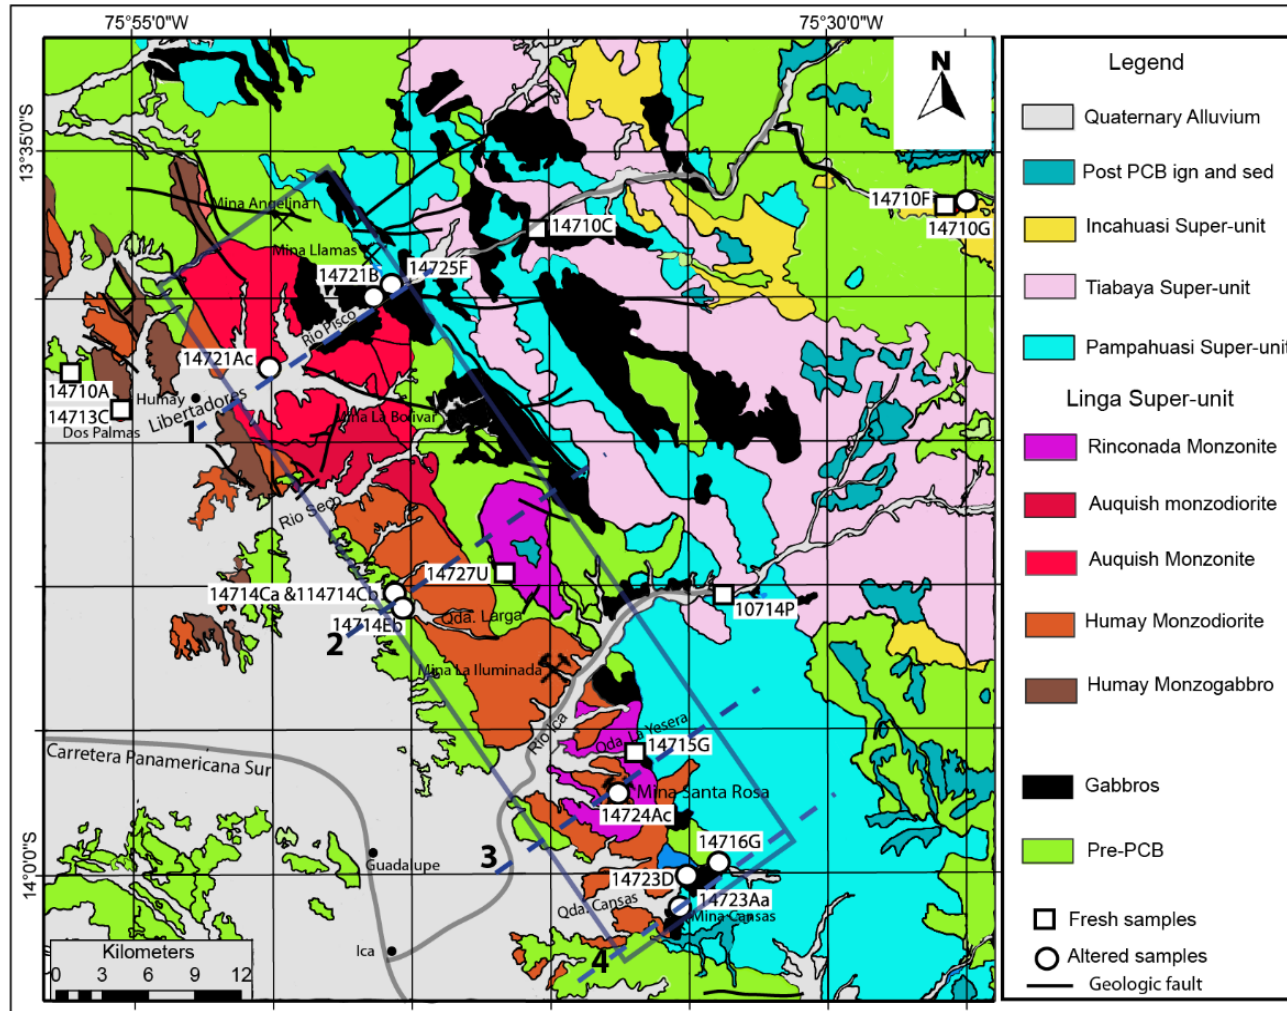 75°55'0"W
75°30'0"W
13°35'0"S
14°0'0"S
N
Mina Angelina I
Mina Llamas
14710C
14710F
14710G
14721B
14725F
Rio Pisco
14721Ac
14710A
14713C
Humay
Libertadores
Dos Palmas
1
Mina La Bolivar
Rio Seco
14727U
14714Ca &114714Cb
14714Eb
Qda. Larga
10714P
2
Mina La Iluminada
Rio Ica
Qda. La Yesera
14715G
Carretera Panamericana Sur
Mina Santa Rosa
14724Ac
14716G
3
Guadalupe
14723D
14723Aa
Qda. Cansas
Mina Cansas
Ica
4
Kilometers
0 3 6 9 12
Legend
Quaternary Alluvium
Post PCB ign and sed
Incahuasi Super-unit
Tiabaya Super-unit
Pampahuasi Super-unit
Linga Super-unit
Rinconada Monzonite
Auquish monzodiorite
Auquish Monzonite
Humay Monzodiorite
Humay Monzogabbro
Gabbros
Pre-PCB
Fresh samples
Altered samples
Geologic fault